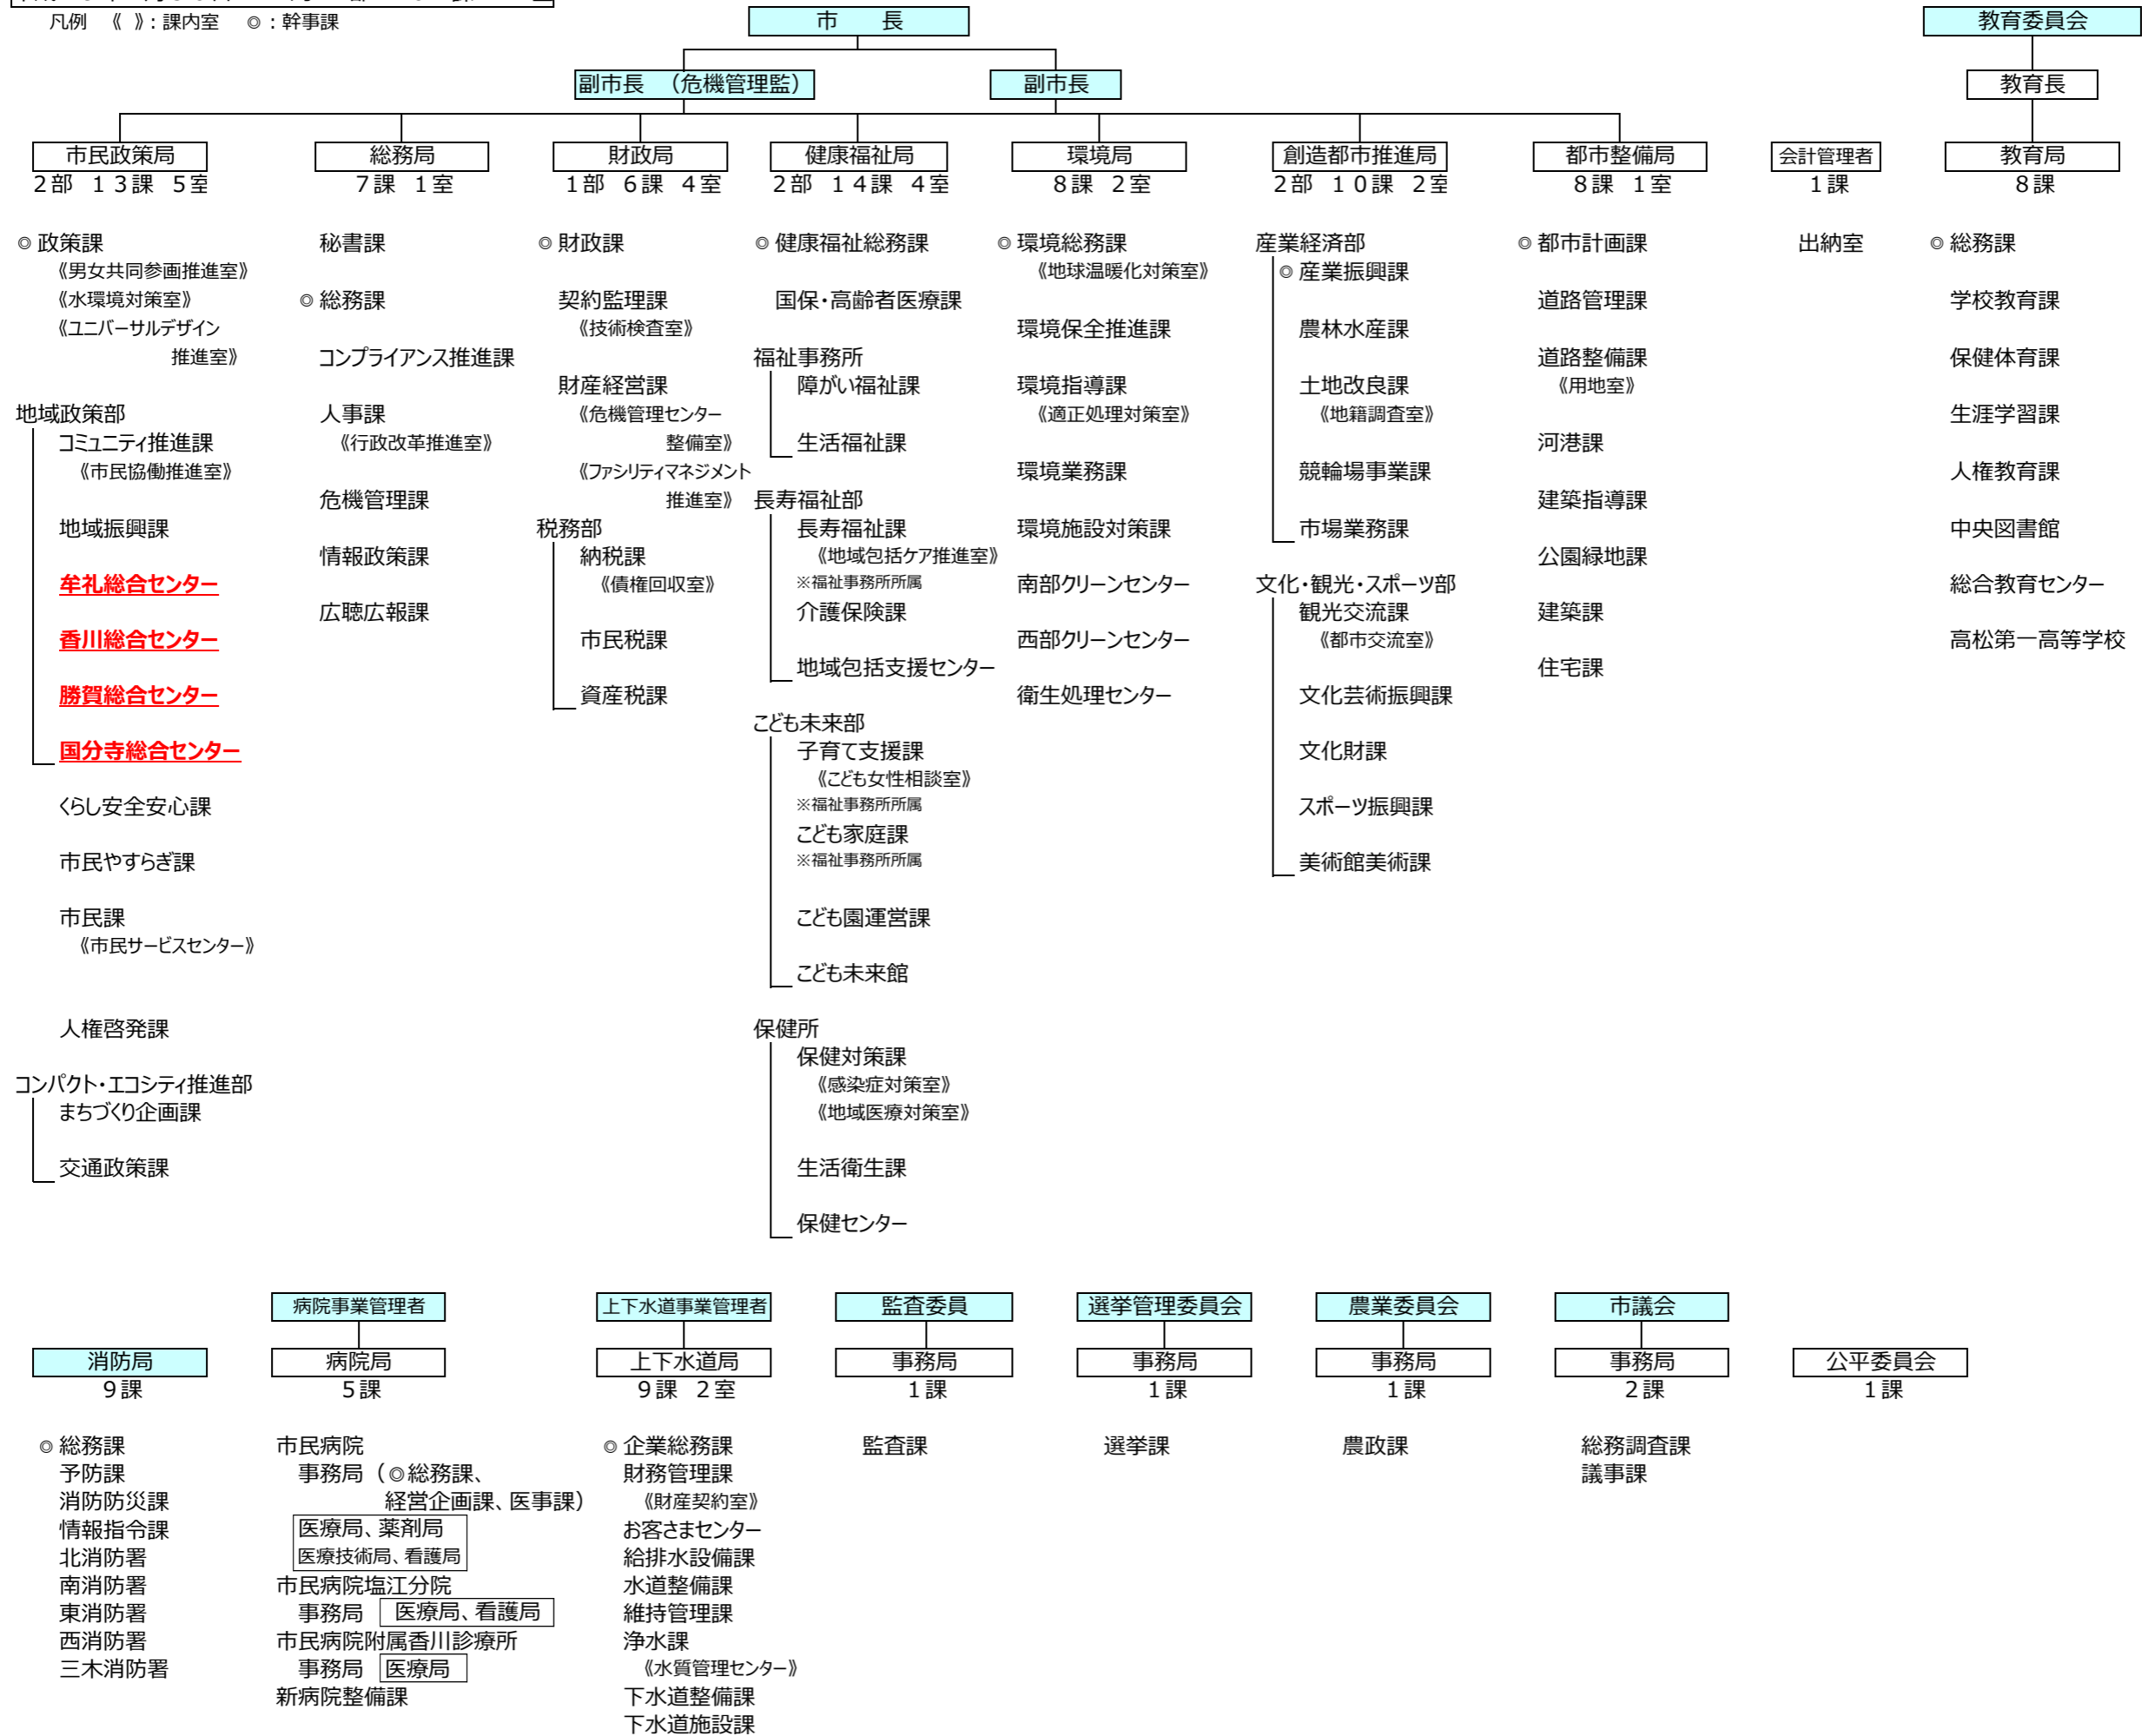 凡例 《 》：課内室 ◎：幹事課
市 長
教育委員会
副市長 （危機管理監）
副市長
教育長
市民政策局
２部 １３課 ５室
総務局
７課 １室
財政局
１部 ６課 ４室
健康福祉局
２部 １４課 ４室
環境局
８課 ２室
創造都市推進局
２部 １０課 ２室
都市整備局
８課 １室
会計管理者
１課
教育局
８課
◎政策課
《男女共同参画推進室》
《水環境対策室》
《ユニバーサルデザイン
推進室》
地域政策部
コミュニティ推進課
《市民協働推進室》
地域振興課
牟礼総合センター
香川総合センター
勝賀総合センター
国分寺総合センター
くらし安全安心課
市民やすらぎ課
市民課
《市民サービスセンター》
人権啓発課
コンパクト・エコシティ推進部
まちづくり企画課
交通政策課
秘書課
◎総務課
コンプライアンス推進課
人事課
《行政改革推進室》
危機管理課
情報政策課
広聴広報課
◎財政課
契約監理課
《技術検査室》
財産経営課
《危機管理センター
整備室》
《ファシリティマネジメント
推進室》
税務部
納税課
《債権回収室》
市民税課
資産税課
◎健康福祉総務課
国保・高齢者医療課
福祉事務所
障がい福祉課
生活福祉課
長寿福祉部
長寿福祉課
《地域包括ケア推進室》
※福祉事務所所属
介護保険課
地域包括支援センター
こども未来部
子育て支援課
《こども女性相談室》
※福祉事務所所属
こども家庭課
※福祉事務所所属
こども園運営課
こども未来館
保健所
保健対策課
《感染症対策室》
《地域医療対策室》
生活衛生課
保健センター
◎環境総務課
《地球温暖化対策室》
環境保全推進課
環境指導課
《適正処理対策室》
環境業務課
環境施設対策課
南部クリーンセンター
西部クリーンセンター
衛生処理センター
産業経済部
◎産業振興課
農林水産課
土地改良課
《地籍調査室》
競輪場事業課
市場業務課
文化・観光・スポーツ部
観光交流課
《都市交流室》
文化芸術振興課
文化財課
スポーツ振興課
美術館美術課
◎都市計画課
道路管理課
道路整備課
《用地室》
河港課
建築指導課
公園緑地課
建築課
住宅課
出納室
◎総務課
学校教育課
保健体育課
生涯学習課
人権教育課
中央図書館
総合教育センター
高松第一高等学校
消防局
９課
◎総務課
予防課
消防防災課
情報指令課
北消防署
南消防署
東消防署
西消防署
三木消防署
病院事業管理者
病院局
５課
市民病院
事務局（◎総務課、
経営企画課、医事課）
医療局、薬剤局
医療技術局、看護局
市民病院塩江分院
事務局 医療局、看護局
市民病院附属香川診療所
事務局 医療局
新病院整備課
上下水道事業管理者
上下水道局
９課 ２室
◎企業総務課
財務管理課
《財産契約室》
お客さまセンター
給排水設備課
水道整備課
維持管理課
浄水課
《水質管理センター》
下水道整備課
下水道施設課
監査委員
事務局
１課
監査課
選挙管理委員会
事務局
１課
選挙課
農業委員会
事務局
１課
農政課
市議会
事務局
２課
総務調査課
議事課
公平委員会
１課